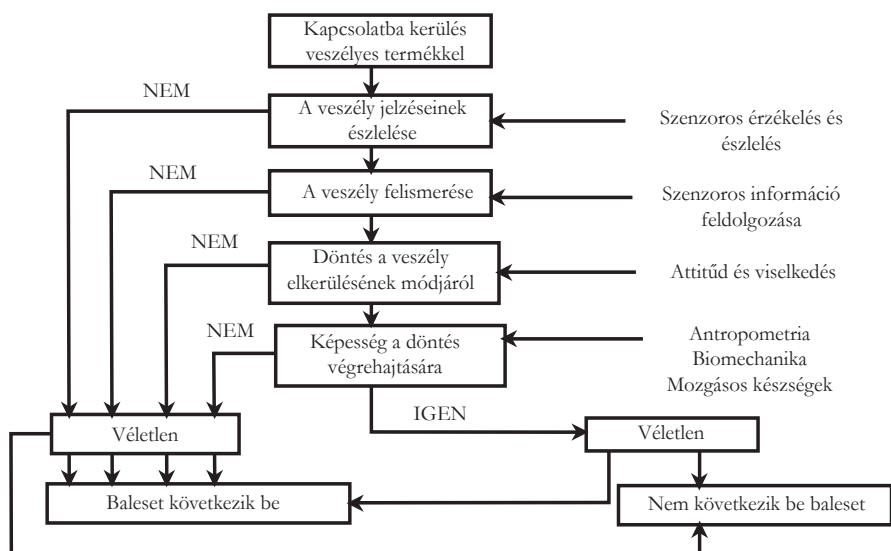 Kapcsolatba kerülés
veszélyes termékkel
NEM
A veszély jelzéseinek
észlelése
Szenzoros érzékelés és
észlelés
NEM
A veszély felismerése
Szenzoros információ
feldolgozása
NEM
Döntés a veszély
elkerülésének módjáról
Attitűd és viselkedés
NEM
Képesség a döntés
végrehajtására
Antropometria
Biomechanika
Mozgásos készségek
IGEN
Véletlen
Véletlen
Baleset következik be
Nem következik be baleset